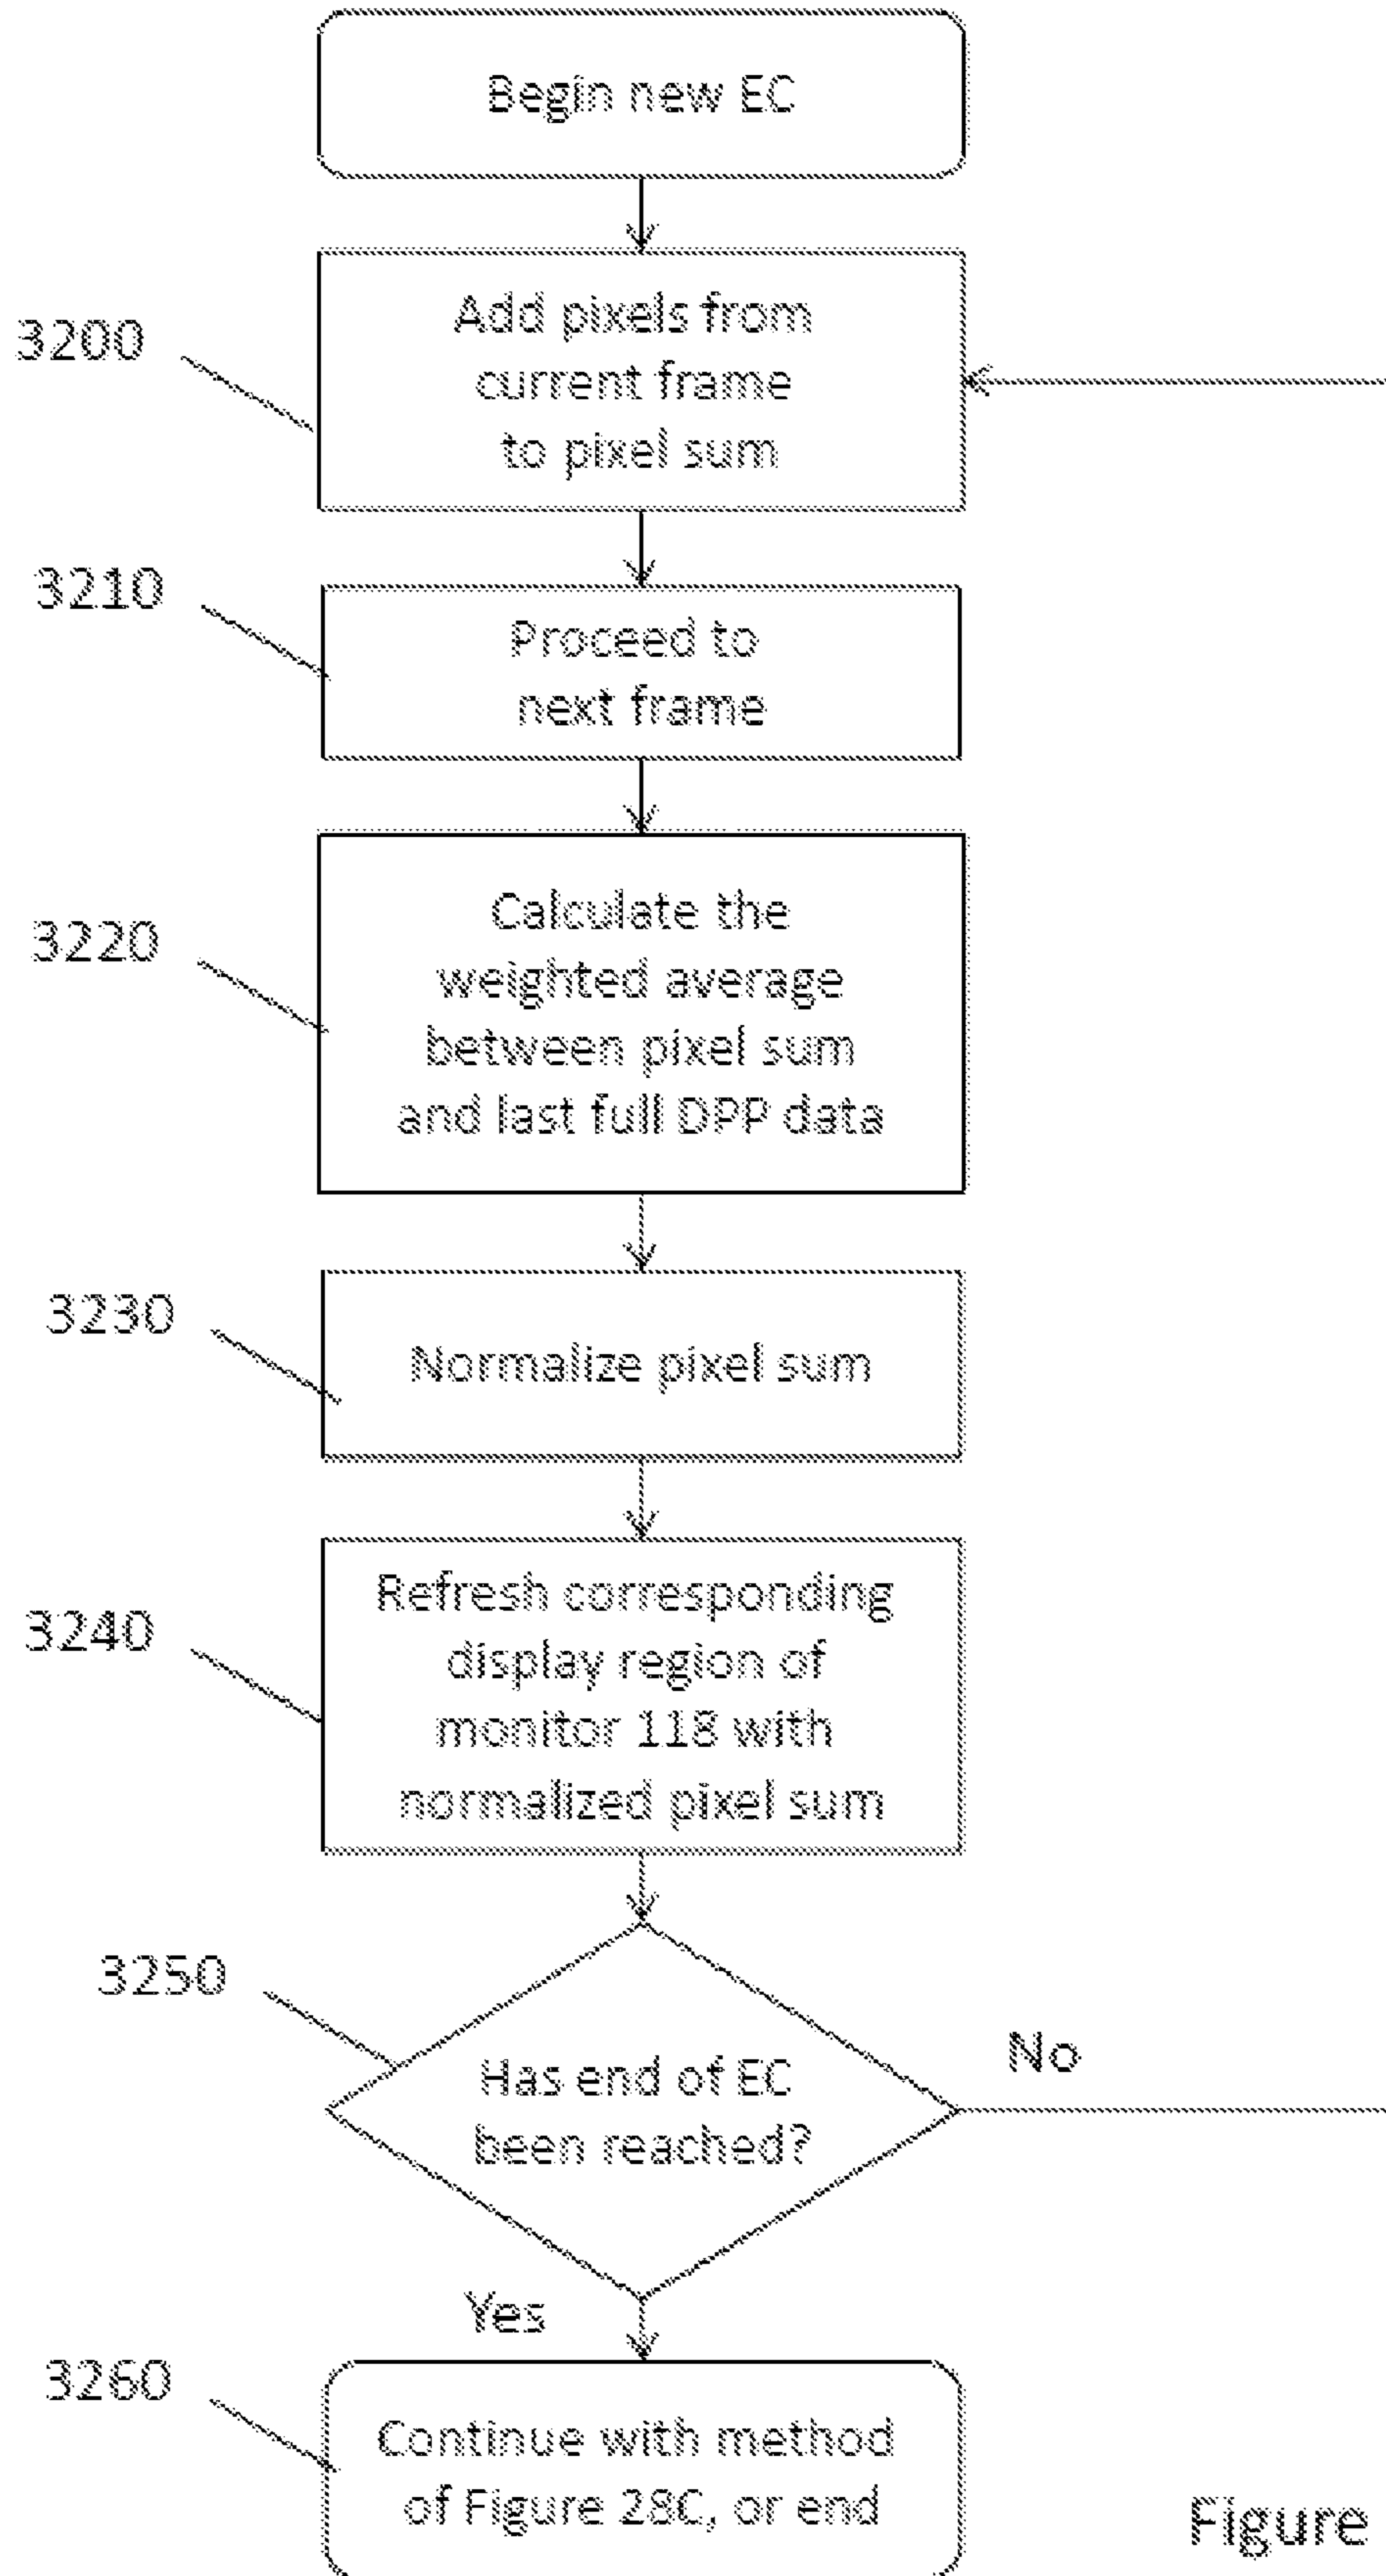 Begin new EC
3200
Add pixels from
current frame
to pixel sum
3210
Proceed to
next frame
3220
Calculate the
weighted average
between pixel sum
and last full DPP data
3230
Normalize pixel sum
3240
Refresh corresponding
display region of
monitor 118 with
normalized pixel sum
3250
Has end of EC
been reached?
No
Yes
3260
Continue with method
of Figure 28C, or end
Figure